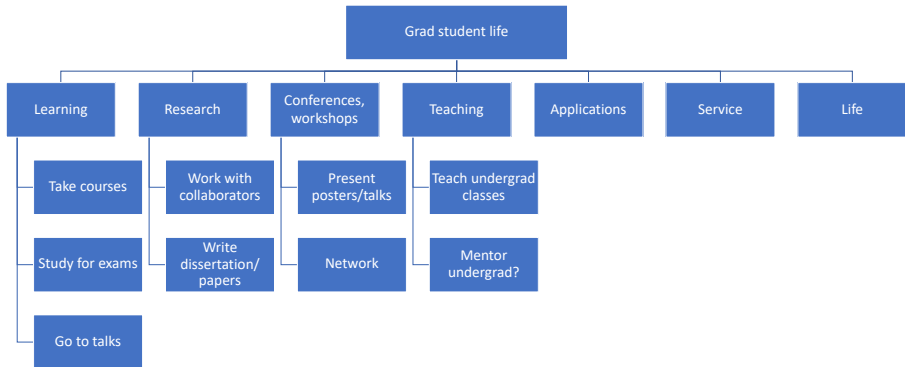 Grad student life
Learning
Research
Conferences,
workshops
Teaching
Applications
Service
Life
Take courses
Work with
collaborators
Present
posters/talks
Teach undergrad
classes
Study for exams
Write
dissertation/
papers
Network
Mentor
undergrad?
Go to talks